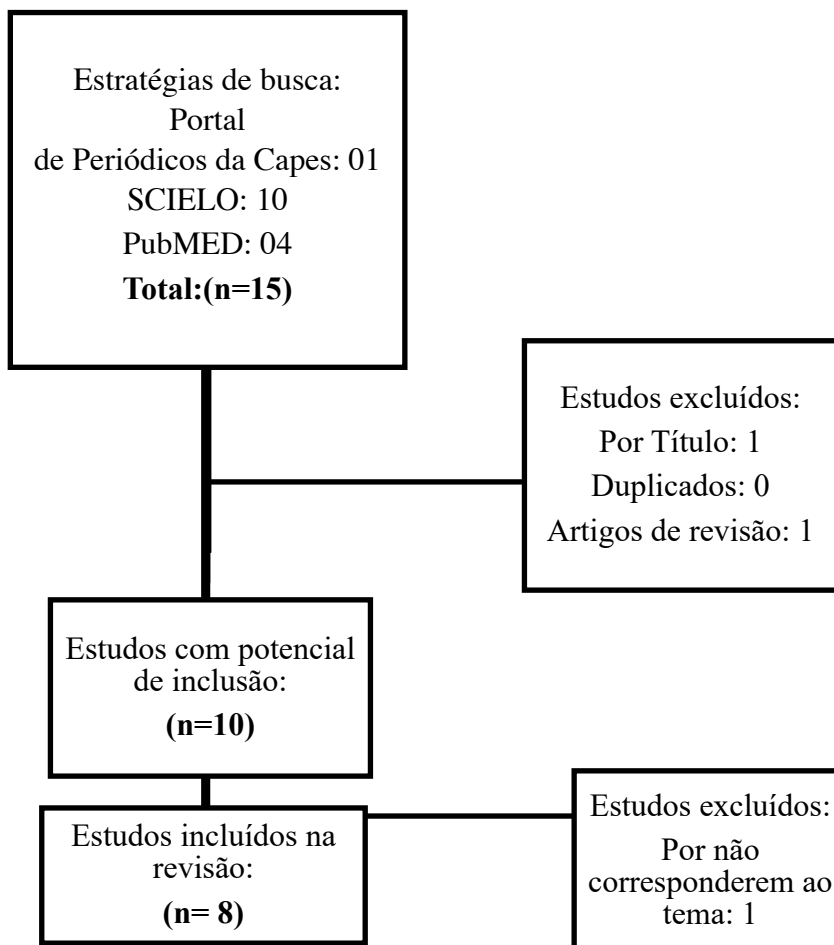 Estratégias de busca:
Portal
de Periódicos da Capes: 01
SCIELO: 10
PubMED: 04
Total:(n=15)
Estudos excluídos:
Por Título: 1
Duplicados: 0
Artigos de revisão: 1
Estudos com potencial
de inclusão:
(n=10)
Estudos incluídos na
revisão:
(n= 8)
Estudos excluídos:
Por não
corresponderem ao
tema: 1